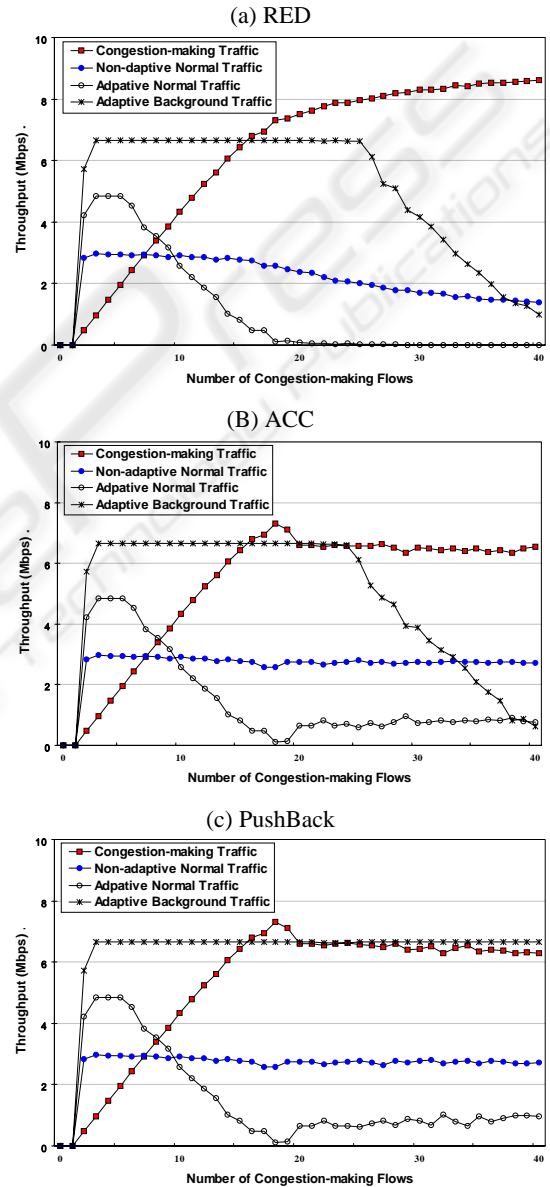 (a) RED
10
8
6
4
2
0
Throughput (Mbps) .
Congestion-making Traffic
Non-daptive Normal Traffic
Adpative Normal Traffic
Adaptive Background Traffic
0 10 20 30 40
Number of Congestion-making Flows
(B) ACC
10
8
6
4
2
0
Throughput (Mbps) .
Congestion-making Traffic
Non-adaptive Normal Traffic
Adpative Normal Traffic
Adaptive Background Traffic
0 10 20 30 40
Number of Congestion-making Flows
(c) PushBack
10
8
6
4
2
0
Throughput (Mbps) .
Congestion-making Traffic
Non-adaptive Normal Traffic
Adpative Normal Traffic
Adaptive Background Traffic
0 10 20 30 40
Number of Congestion-making Flows